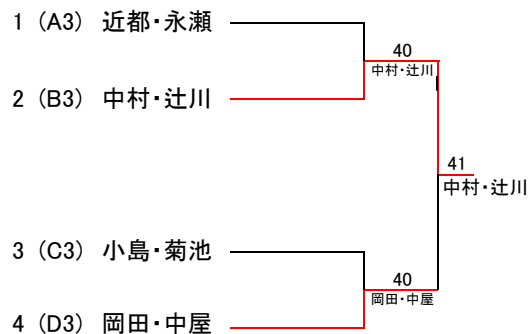 1 (A3) 近都・永瀬
40
中村・辻川
2 (B3) 中村・辻川
41
中村・辻川
3 (C3) 小島・菊池
40
岡田・中屋
4 (D3) 岡田・中屋